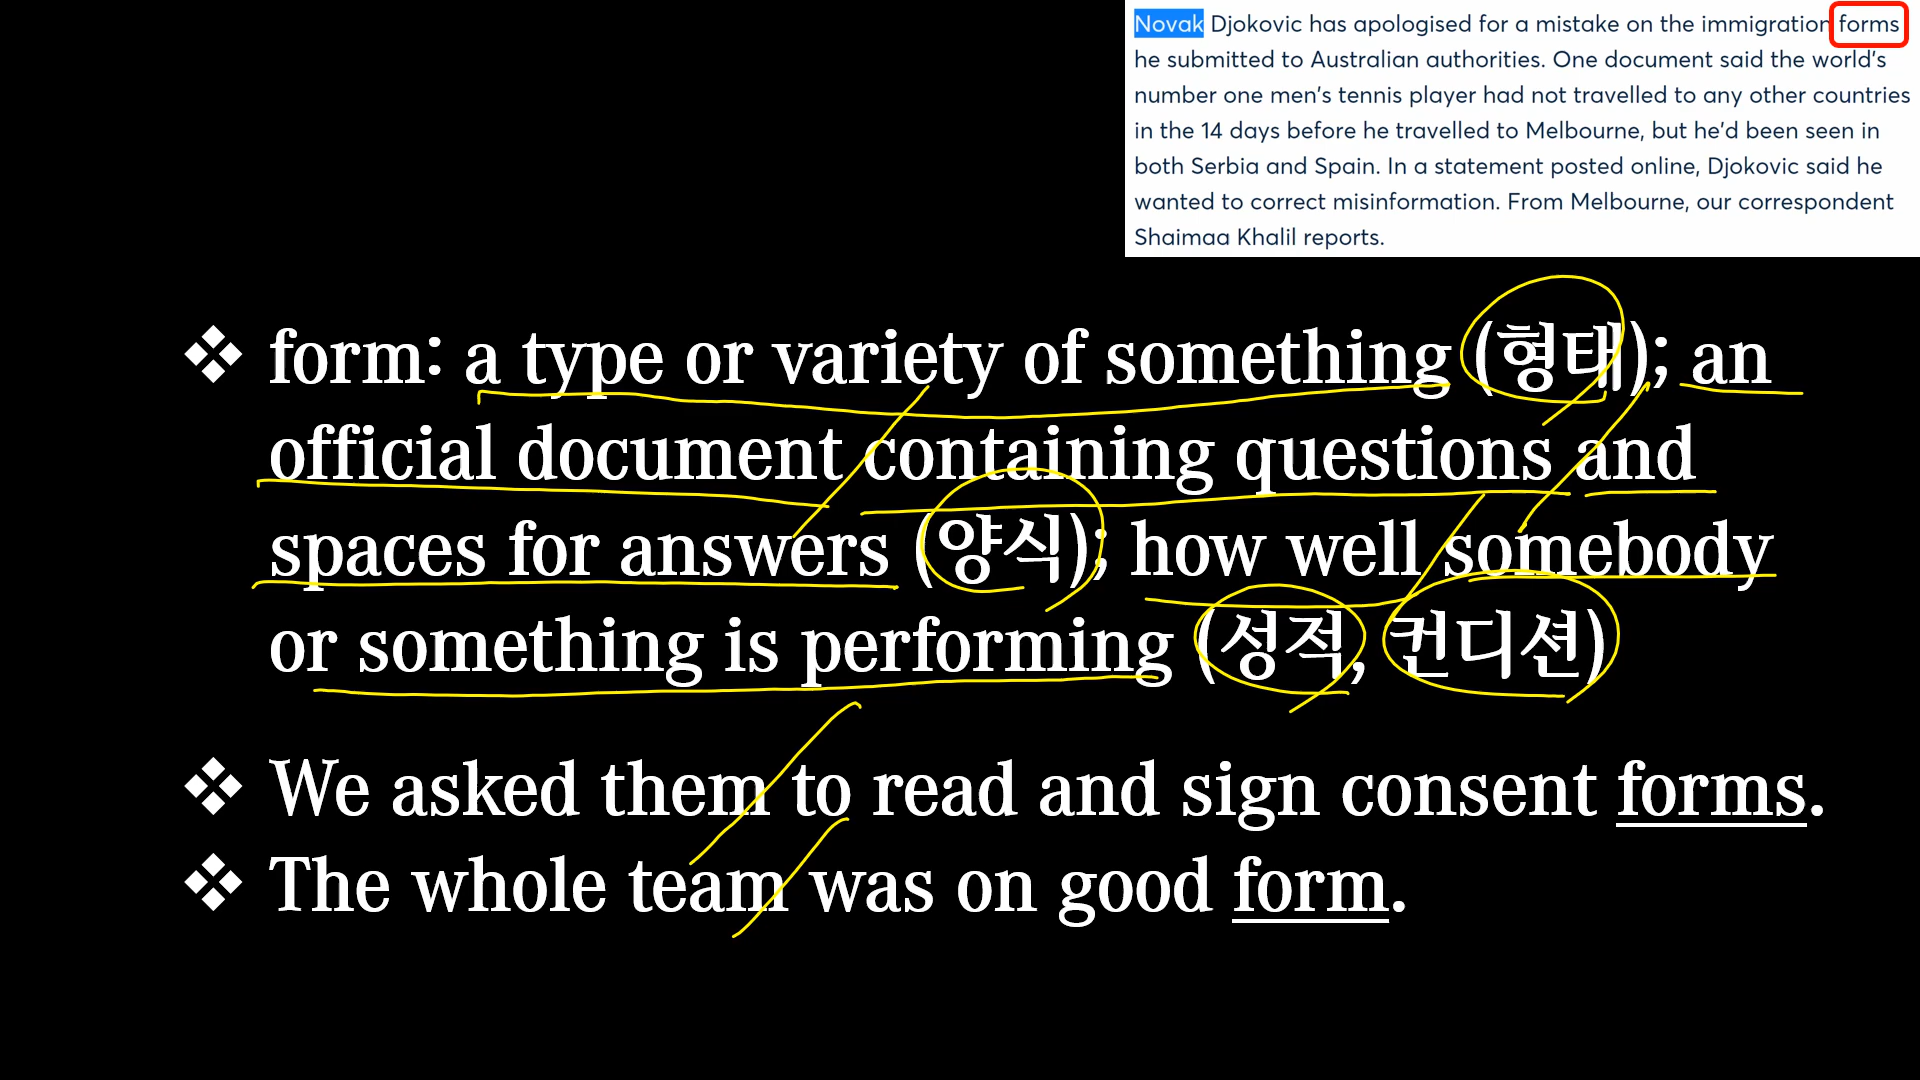 Novak Djokovic has apologised for a mistake on the immigration forms
he submitted to Australian authorities. One document said the world's
number one men's tennis player had not travelled to any other countries
in the 14 days before he travelled to Melbourne, but he'd been seen in
both Serbia and Spain. In a statement posted online, Djokovic said he
wanted to correct misinformation. From Melbourne, our correspondent
Shaimaa Khalil reports.
❖ form: a type or variety of something (형태); an
official document containing questions and
spaces for answers (양식); how well somebody
or something is performing (성적, 컨디션)
❖ We asked them to read and sign consent forms.
❖ The whole team was on good form.